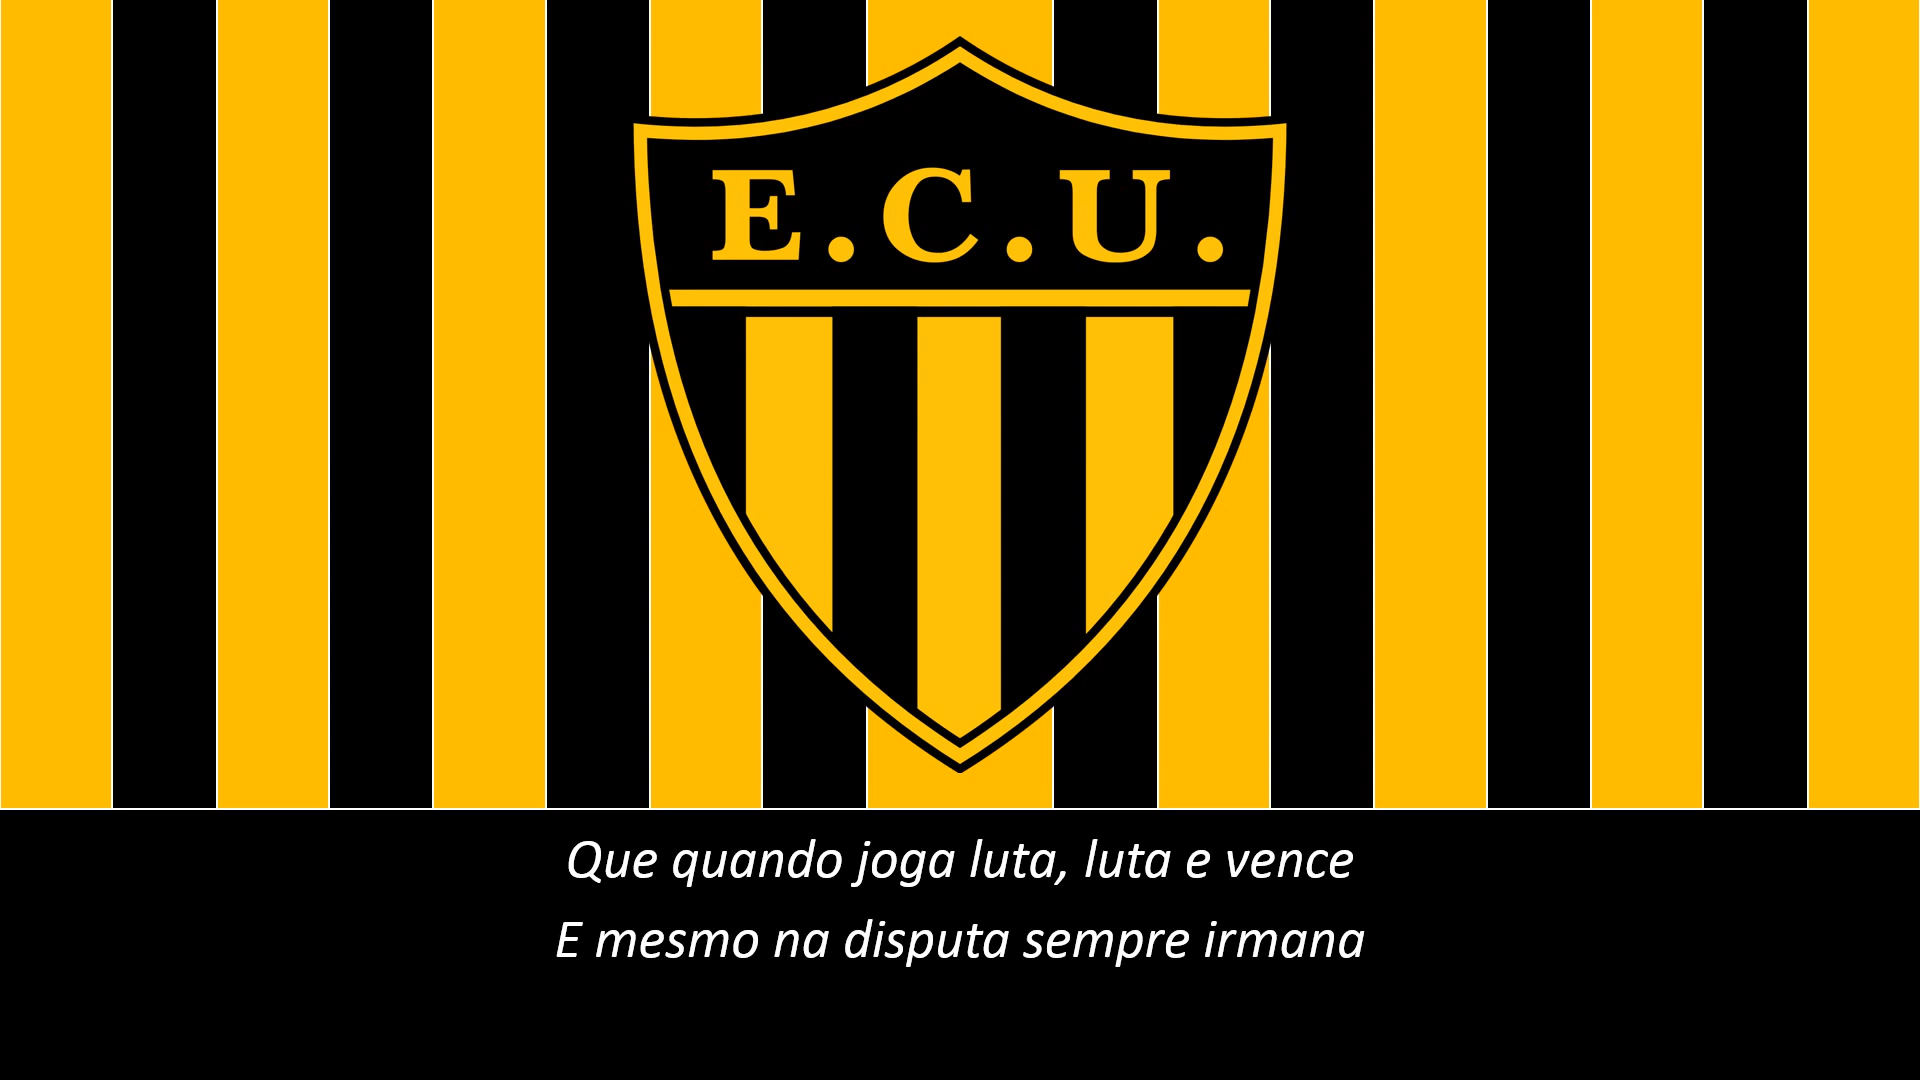 E.C.U.
Que quando joga luta, luta e vence
E mesmo na disputa sempre irmana